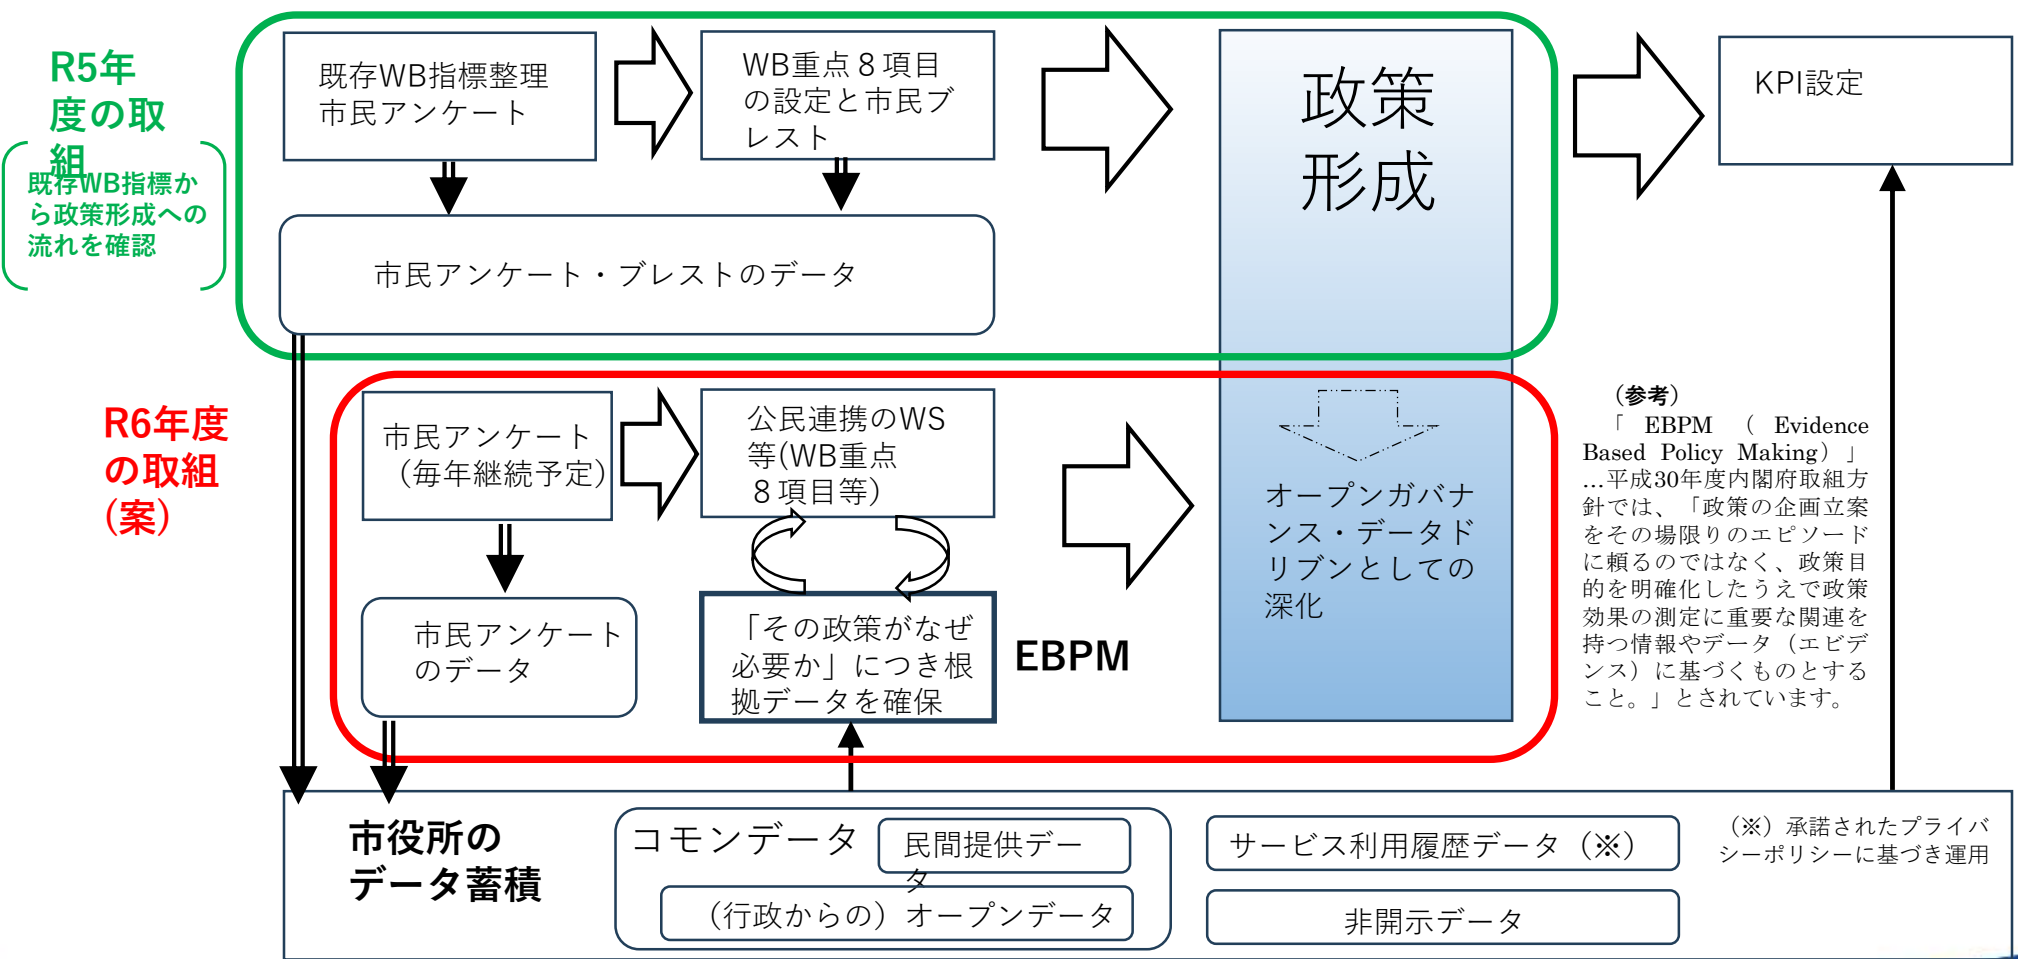 R5年
度の取
組
既存WB指標か
ら政策形成への
流れを確認
既存WB指標整理
市民アンケート
WB重点８項目
の設定と市民ブ
レスト
政策
形成
KPI設定
市民アンケート・ブレストのデータ
R6年度
の取組
(案)
市民アンケート
（毎年継続予定）
公民連携のWS
等(WB重点
８項目等）
オープンガバナ
ンス・データド
リブンとしての
深化
市民アンケート
のデータ
「その政策がなぜ
必要か」につき根
拠データを確保
EBPM
（参考）
「 EBPM （ Evidence
Based Policy Making）」
…平成30年度内閣府取組方
針では、「政策の企画立案
をその場限りのエピソード
に頼るのではなく、政策目
的を明確化したうえで政策
効果の測定に重要な関連を
持つ情報やデータ（エビデ
ンス）に基づくものとする
こと。」とされています。
市役所の
データ蓄積
コモンデータ
民間提供デー
タ
（行政からの）オープンデータ
サービス利用履歴データ（※）
非開示データ
（※）承諾されたプライバ
シーポリシーに基づき運用